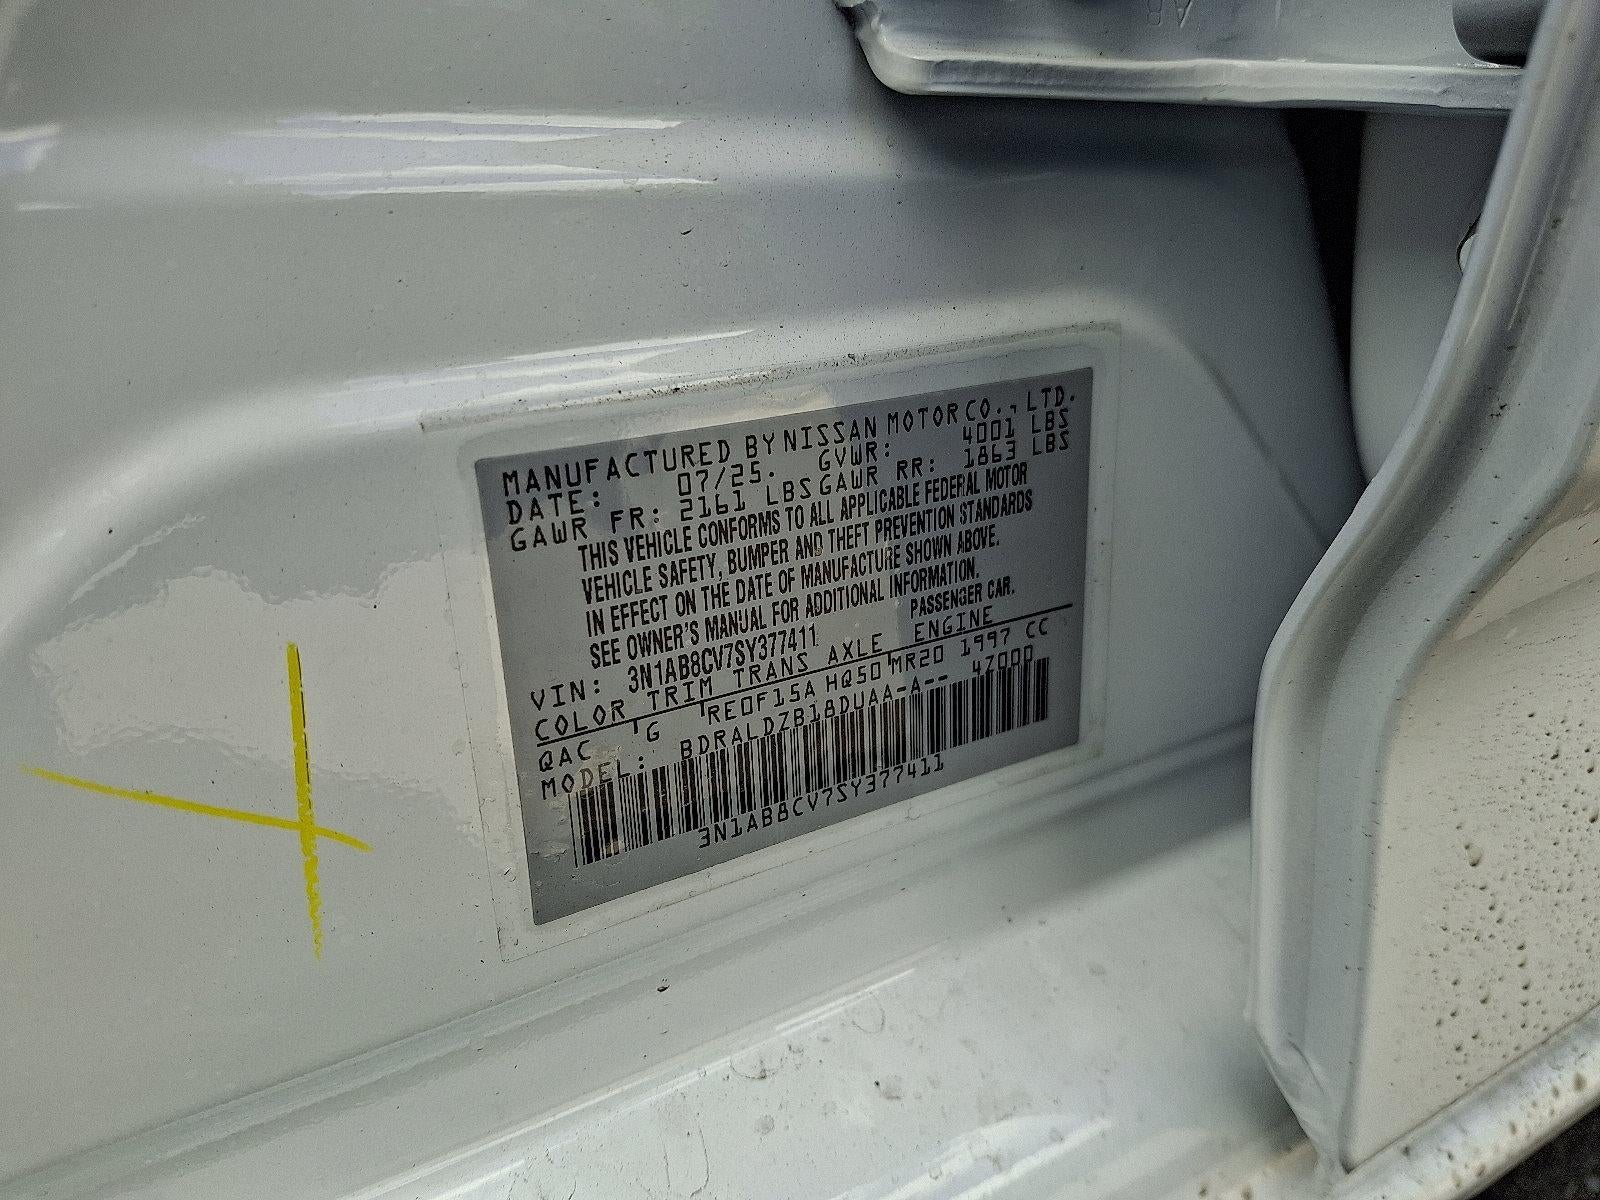 MANUFACTURED BY NISSAN MOTOR CO., LTD.
DATE: 07/25. GVWR: 4001 LBS
GAWR FR: 2161 LBS GAWR RR: 1863 LBS
THIS VEHICLE CONFORMS TO ALL APPLICABLE FEDERAL MOTOR
VEHICLE SAFETY, BUMPER AND THEFT PREVENTION STANDARDS
IN EFFECT ON THE DATE OF MANUFACTURE SHOWN ABOVE.
SEE OWNER'S MANUAL FOR ADDITIONAL INFORMATION.
VIN: 3N1AB8CV7SY377411 PASSENGER CAR.
COLOR TRIM TRANS AXLE ENGINE
QAC G RE0F15A HQ50 MR20 1997 CC
MODEL: BDRALDZB18DUAA-A-- 47000
3N1AB8CV7SY377411